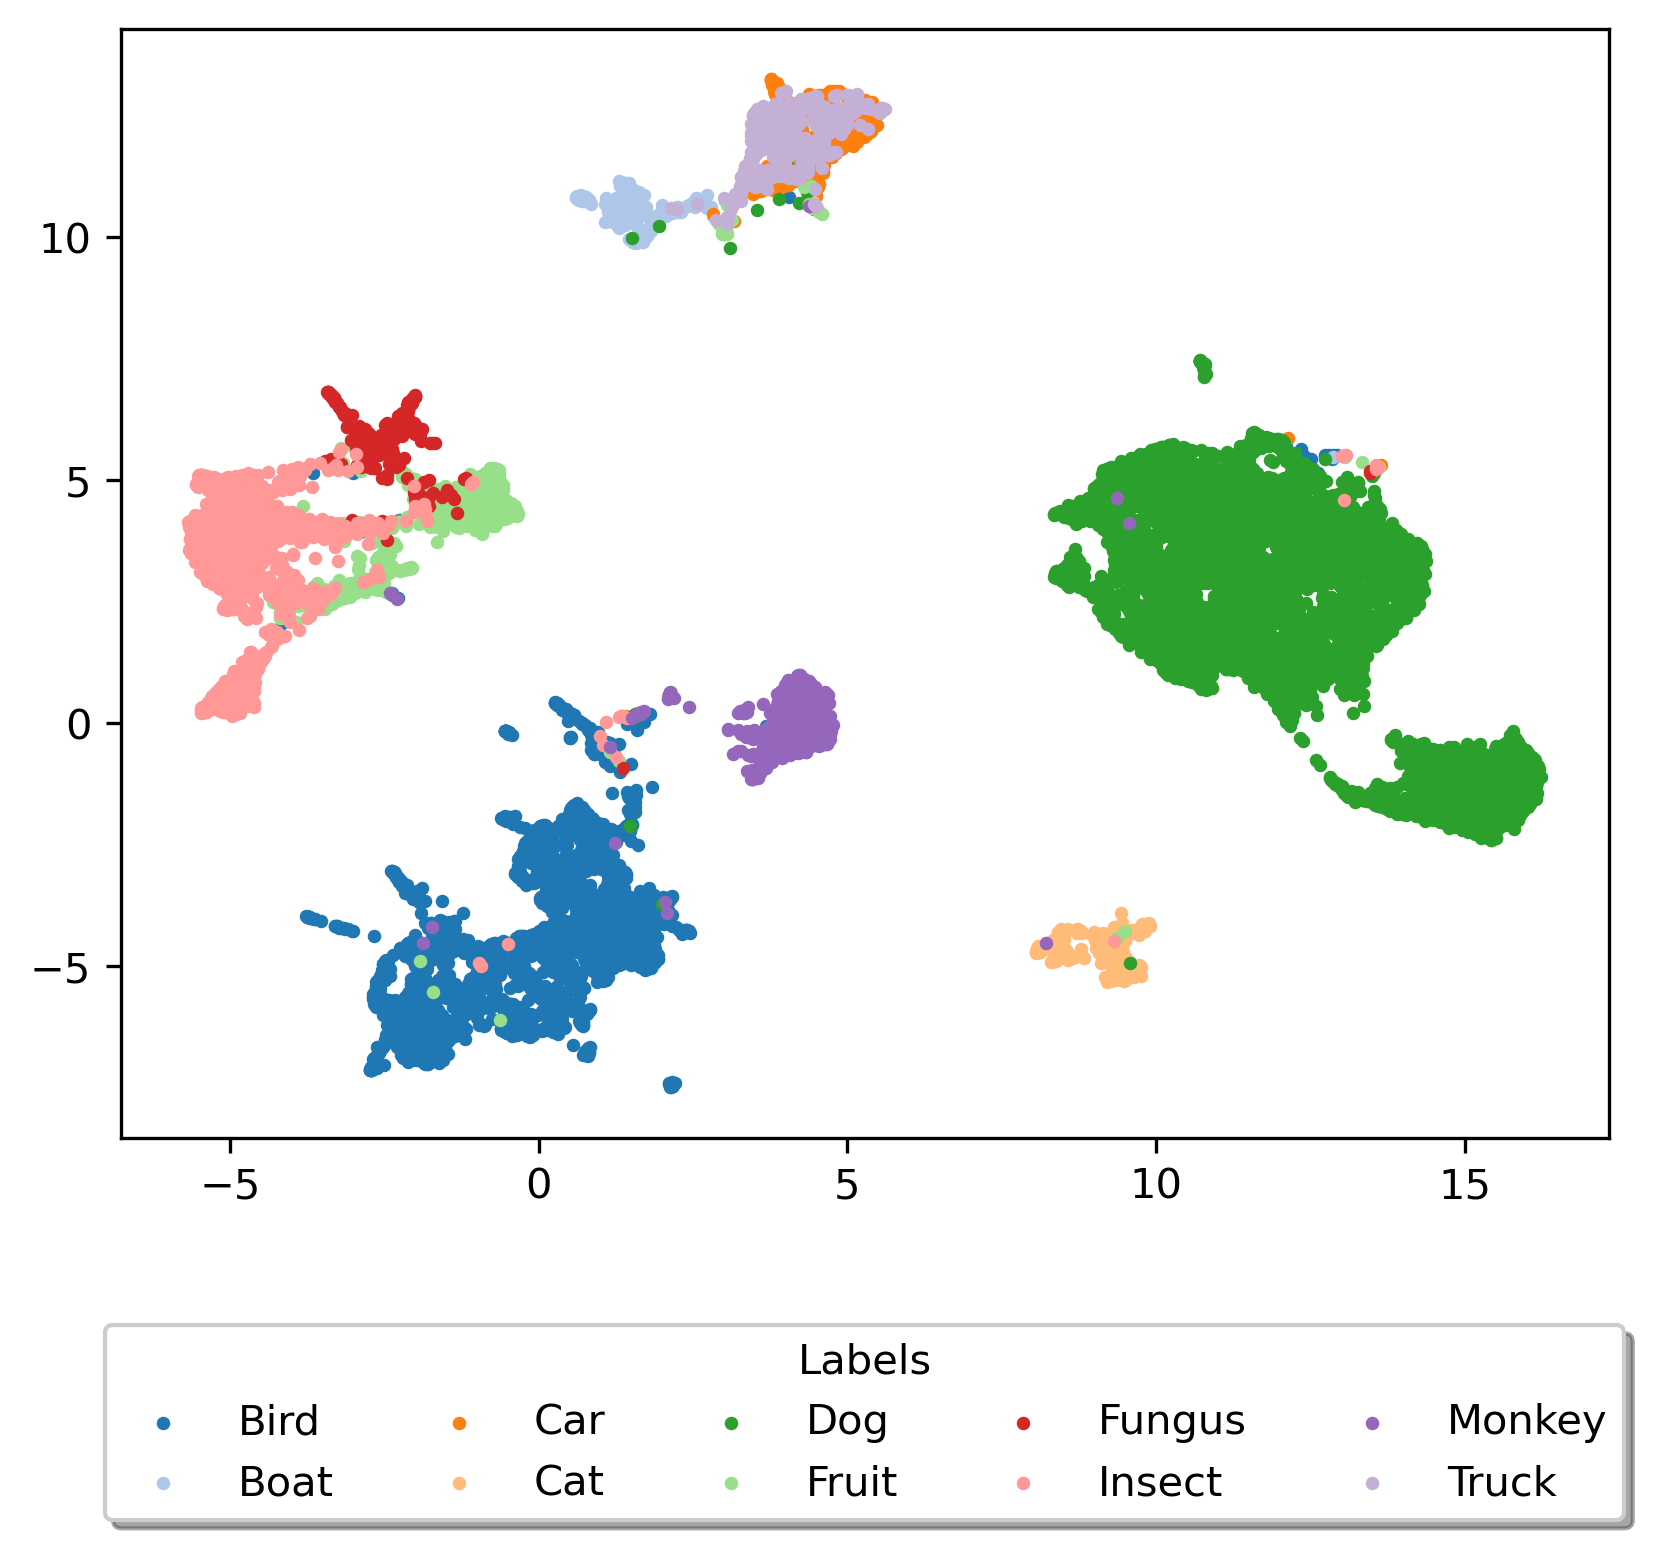 10
5
0
−5
−5 0 5 10 15
Labels
Bird Car Dog Fungus Monkey
Boat Cat Fruit Insect Truck